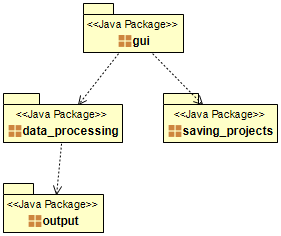 <<Java Package>>
gui
<<Java Package>>
data_processing
<<Java Package>>
saving_projects
<<Java Package>>
output